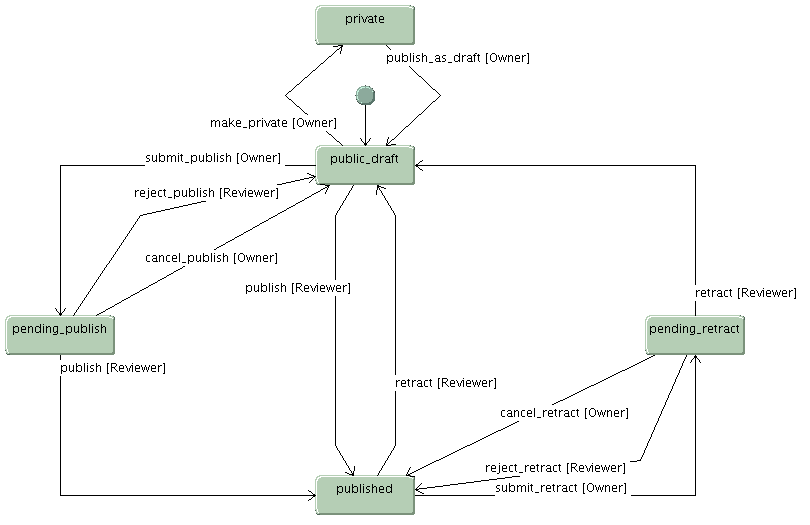 private
publish_as_draft [Owner]
make_private [Owner]
public_draft
submit_publish [Owner]
reject_publish [Reviewer]
cancel_publish [Owner]
publish [Reviewer]
retract [Reviewer]
pending_publish
pending_retract
publish [Reviewer]
retract [Reviewer]
cancel_retract [Owner]
reject_retract [Reviewer]
submit_retract [Owner]
published